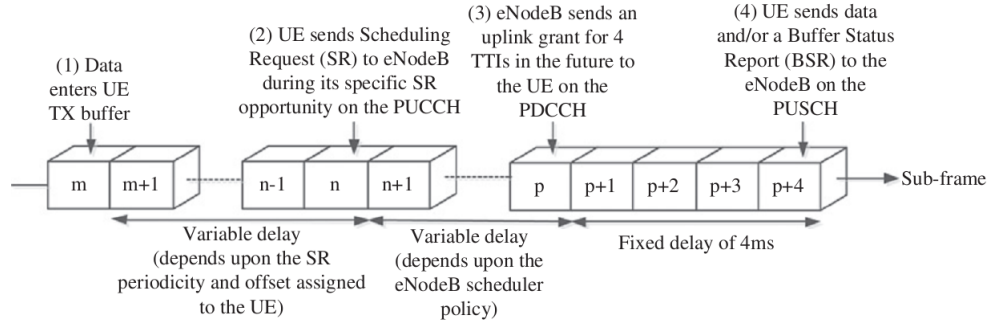 (1) Data
enters UE
TX buffer
(2) UE sends Scheduling
Request (SR) to eNodeB
during its specific SR
opportunity on the PUCCH
(3) eNodeB sends an
uplink grant for 4
TTIs in the future to
the UE on the
PDCCH
(4) UE sends data
and/or a Buffer Status
Report (BSR) to the
eNodeB on the
PUSCH
m m+1 n-1 n n+1 p p+1 p+2 p+3 p+4 Sub-frame
Variable delay
(depends upon the SR
periodicity and offset assigned
to the UE)
Variable delay
(depends upon the
eNodeB scheduler
policy)
Fixed delay of 4ms